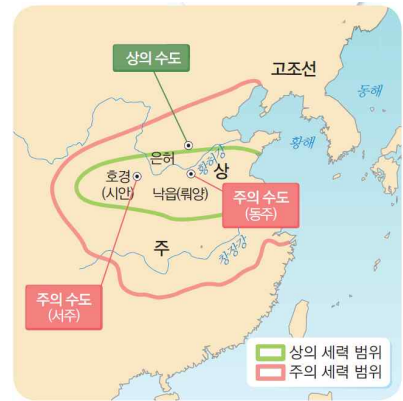 상의 수도
고조선
동해
황해
은허
황허강
상
호경
(시안)
낙읍(뤄양)
주의 수도
(동주)
주
창장강
주의 수도
(서주)
상의 세력 범위
주의 세력 범위